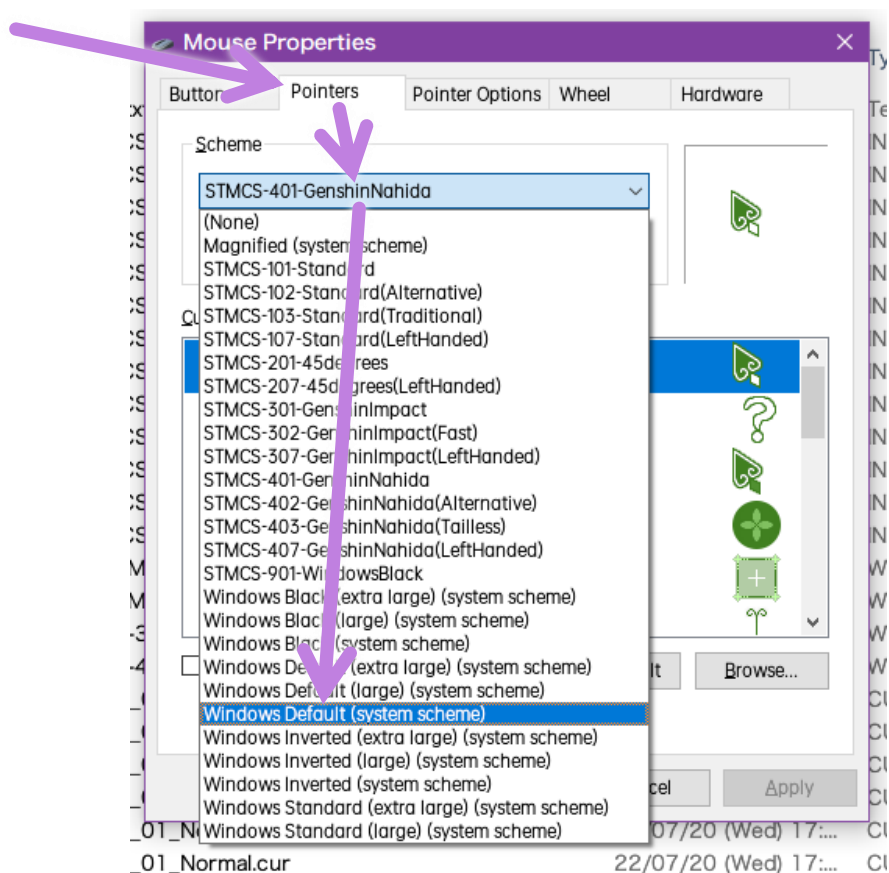 Mouse Properties
Pointers
Pointer Options
Wheel
Hardware
Scheme
STMCS-401-GenshinNahida
(None)
Magnified (system scheme)
STMCS-101-Standard
STMCS-102-Standard(Alternative)
STMCS-103-Standard(Traditional)
STMCS-107-Standard(LeftHanded)
STMCS-201-45degrees
STMCS-207-45degrees(LeftHanded)
STMCS-301-GenshinImpact
STMCS-302-GenshinImpact(Fast)
STMCS-307-GenshinImpact(LeftHanded)
STMCS-401-GenshinNahida
STMCS-402-GenshinNahida(Alternative)
STMCS-403-GenshinNahida(Tailless)
STMCS-407-GenshinNahida(LeftHanded)
STMCS-901-WindowsBlack
Windows Black (extra large) (system scheme)
Windows Black (large) (system scheme)
Windows Black (system scheme)
Windows Default (extra large) (system scheme)
Windows Default (large) (system scheme)
Windows Default (system scheme)
Windows Inverted (extra large) (system scheme)
Windows Inverted (large) (system scheme)
Windows Inverted (system scheme)
Windows Standard (extra large) (system scheme)
Windows Standard (large) (system scheme)
Browse...
Apply
07/20 (Wed) 17:...
_01_Normal.cur
22/07/20 (Wed) 17:...